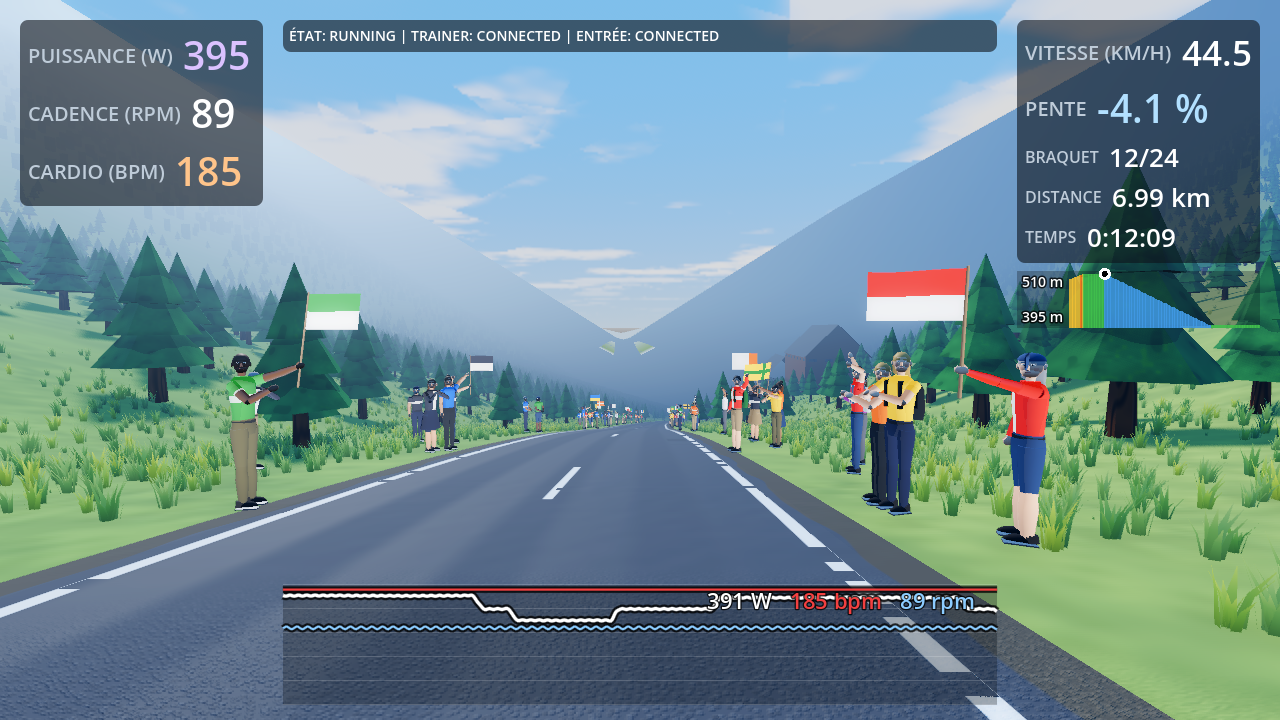 PUISSANCE (W) 395
CADENCE (RPM) 89
CARDIO (BPM) 185
ÉTAT: RUNNING | TRAINER: CONNECTED | ENTRÉE: CONNECTED
VITESSE (KM/H) 44.5
PENTE -4.1 %
BRAQUET 12/24
DISTANCE 6.99 km
TEMPS 0:12:09
510 m
395 m
391 W 185 bpm 89 rpm